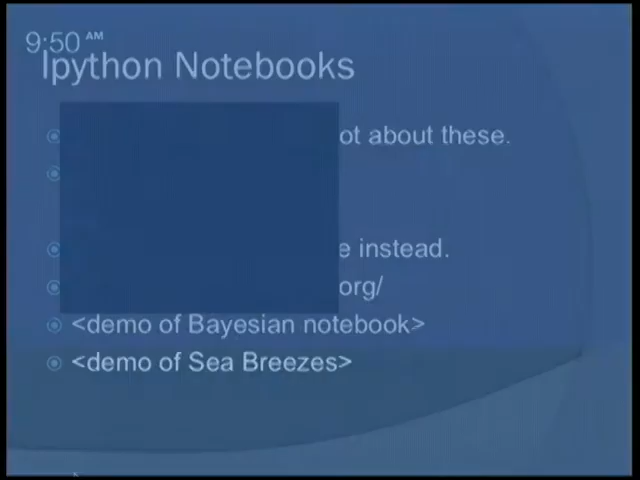 9:50 AM
Ipython Notebooks
ot about these.
e instead.
org/
<demo of Bayesian notebook>
<demo of Sea Breezes>